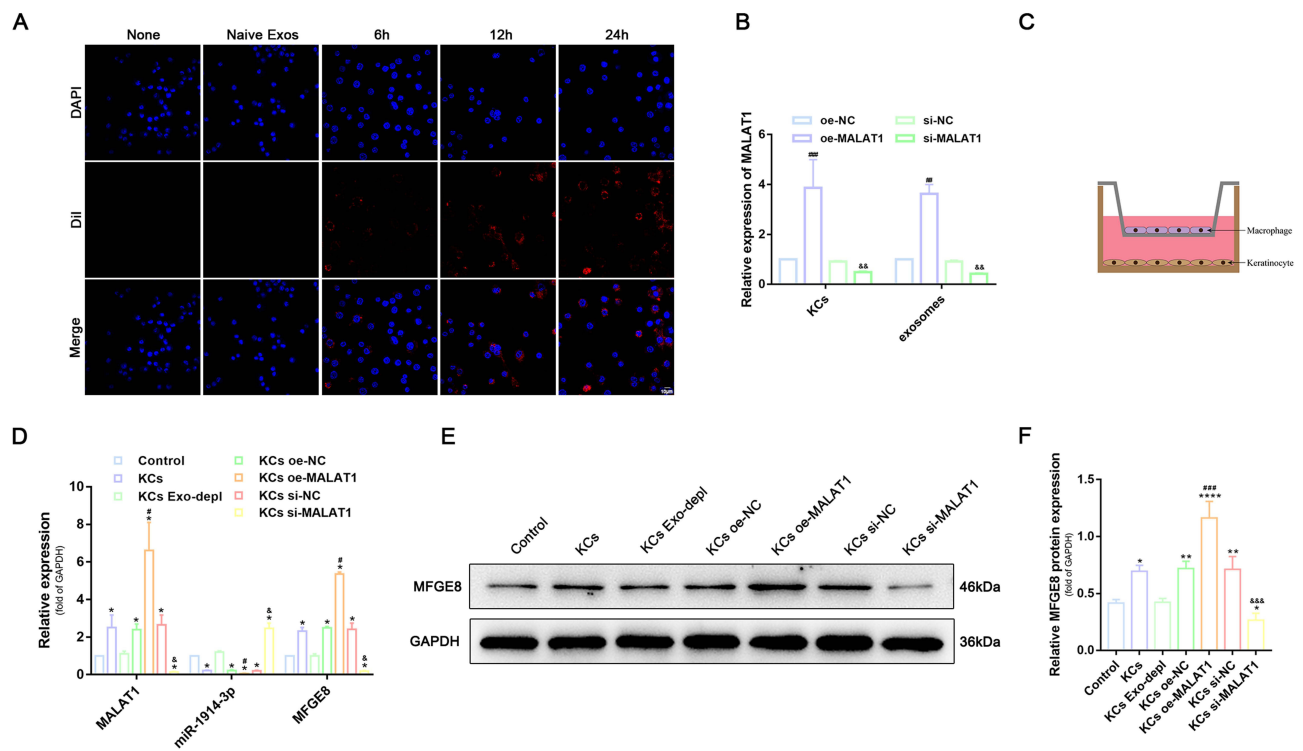 A
None
Naive Exos
6h
12h
24h
DAPI
Dil
Merge
10μm
B
oe-NC
oe-MALAT1
si-NC
si-MALAT1
Relative expression of MALAT1
6
4
2
0
###
&&
##
&&
KCs
exosomes
C
Macrophage
Keratinocyte
D
Control
KCs
KCs Exo-depl
KCs oe-NC
KCs oe-MALAT1
KCs si-NC
KCs si-MALAT1
Relative expression
(fold of GAPDH)
10
8
6
4
2
0
*
*
#
*
*
&
*
*
*
#
*
*
&
*
*
*
#
*
*
&
*
MALAT1
miR-1914-3p
MFGE8
E
Control
KCs
KCs Exo-depl
KCs oe-NC
KCs oe-MALAT1
KCs si-NC
KCs si-MALAT1
MFGE8
46kDa
GAPDH
36kDa
F
Relative MFGE8 protein expression
(fold of GAPDH)
1.5
1.0
0.5
0.0
*
**
###
****
**
&&&
*
Control
KCs
KCs Exo-depl
KCs oe-NC
KCs oe-MALAT1
KCs si-NC
KCs si-MALAT1